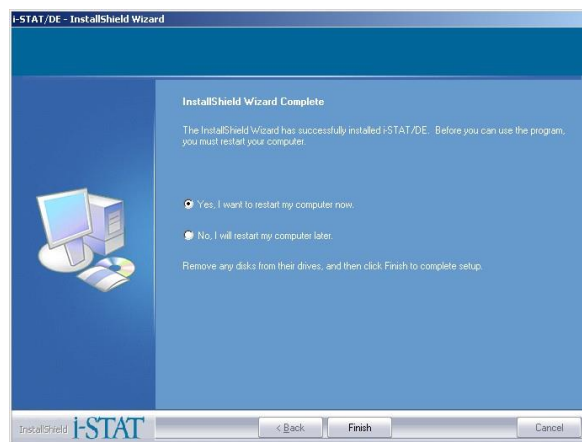 i-STAT/DE - InstallShield Wizard
InstallShield Wizard Complete
The InstallShield Wizard has successfully installed i-STAT/DE. Before you can use the program,
you must restart your computer.
Yes, I want to restart my computer now.
No, I will restart my computer later.
Remove any disks from their drives, and then click Finish to complete setup.
InstallShield i-STAT < Back Finish Cancel